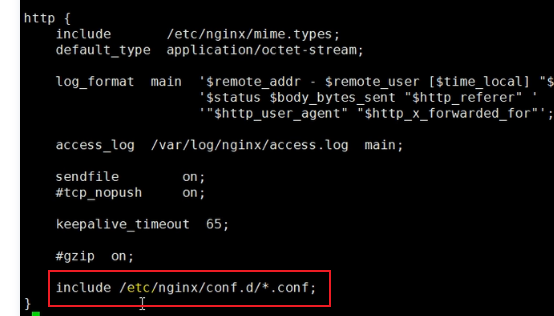 http {
    include       /etc/nginx/mime.types;
    default_type  application/octet-stream;
    log_format  main  '$remote_addr - $remote_user [$time_local] "$
                      '$status $body_bytes_sent "$http_referer" '
                      '"$http_user_agent" "$http_x_forwarded_for"';
    access_log  /var/log/nginx/access.log  main;
    sendfile        on;
    #tcp_nopush     on;
    keepalive_timeout  65;
    #gzip  on;
    include /etc/nginx/conf.d/*.conf;
}